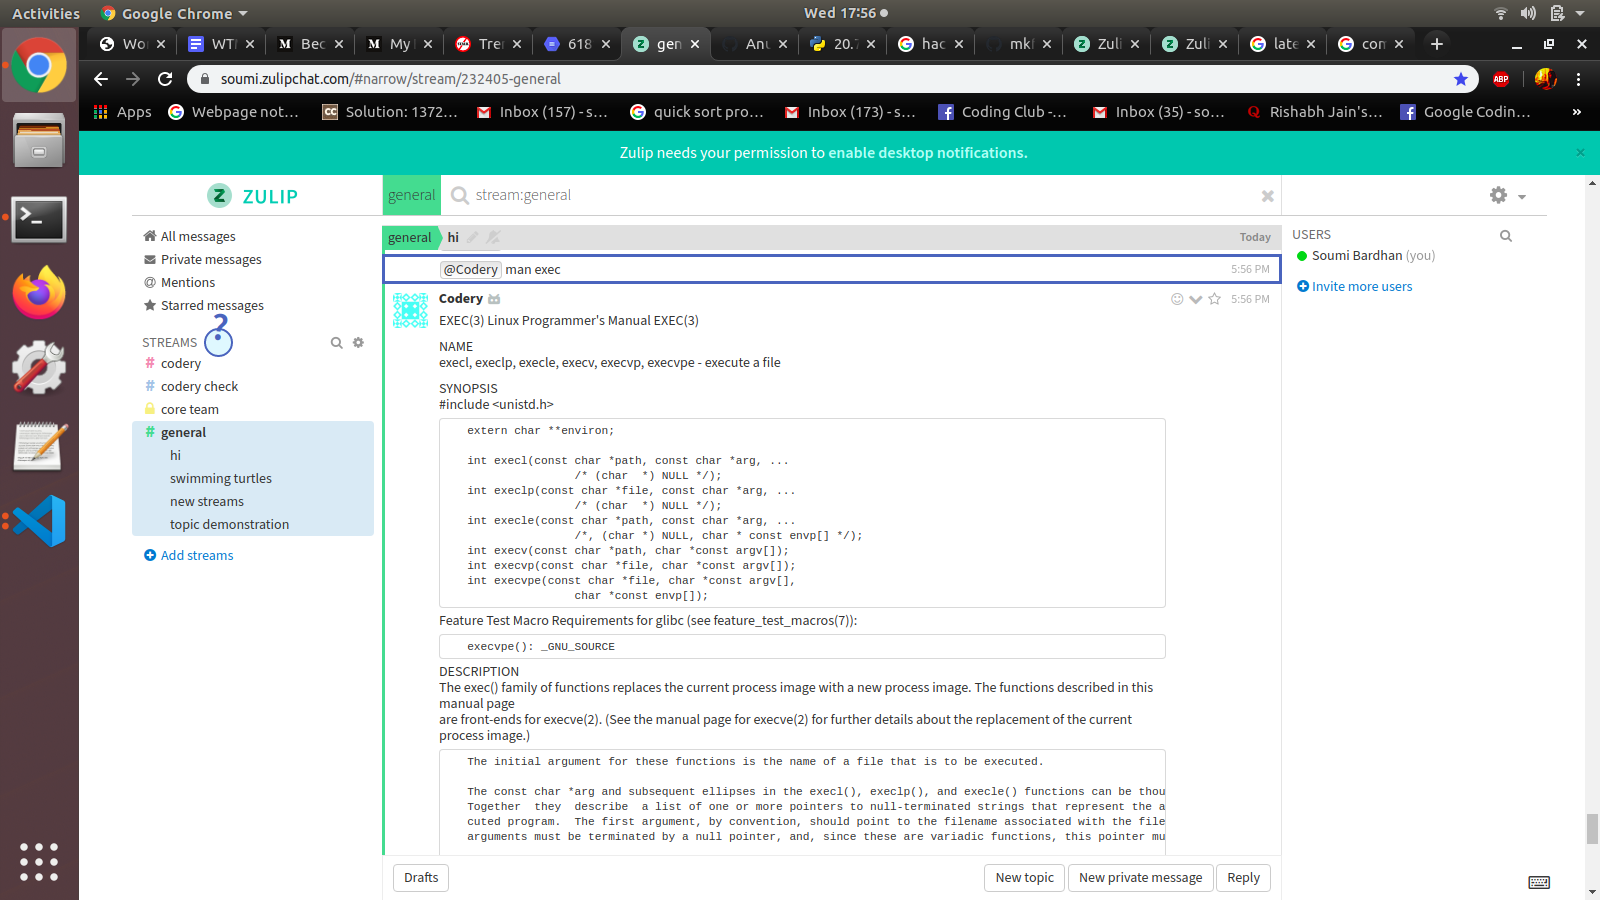 Activities
Google Chrome
Wed 17:56
Wo
WTI
Bec
My
Trer
618
gen
Anu
20.
hac
mkf
Zuli
Zuli
late
con
soumi.zulipchat.com/#narrow/stream/232405-general
ABP
Apps
Webpage not...
CC Solution: 1372...
Inbox (157) - s...
quick sort pro...
Inbox (173) - s...
Coding Club -...
Inbox (35) - so...
Rishabh Jain's...
Google Codin...
»
Zulip needs your permission to enable desktop notifications.
ZULIP
general
stream:general
All messages
Private messages
Mentions
Starred messages
STREAMS
# codery
# codery check
core team
# general
hi
swimming turtles
new streams
topic demonstration
Add streams
general
hi
Today
@Codery man exec
5:56 PM
Codery
5:56 PM
EXEC(3) Linux Programmer's Manual EXEC(3)
NAME
execl, execlp, execle, execv, execvp, execvpe - execute a file
SYNOPSIS
#include <unistd.h>
extern char **environ;
int execl(const char *path, const char *arg, ...
/* (char  *) NULL */);
int execlp(const char *file, const char *arg, ...
/* (char  *) NULL */);
int execle(const char *path, const char *arg, ...
/*, (char *) NULL, char * const envp[] */);
int execv(const char *path, char *const argv[]);
int execvp(const char *file, char *const argv[]);
int execvpe(const char *file, char *const argv[],
char *const envp[]);
Feature Test Macro Requirements for glibc (see feature_test_macros(7)):
execvpe(): _GNU_SOURCE
DESCRIPTION
The exec() family of functions replaces the current process image with a new process image. The functions described in this
manual page
are front-ends for execve(2). (See the manual page for execve(2) for further details about the replacement of the current
process image.)
The initial argument for these functions is the name of a file that is to be executed.
The const char *arg and subsequent ellipses in the execl(), execlp(), and execle() functions can be thou
Together  they  describe  a list of one or more pointers to null-terminated strings that represent the a
cuted program.  The first argument, by convention, should point to the filename associated with the file
arguments must be terminated by a null pointer, and, since these are variadic functions, this pointer mu
Drafts
New topic
New private message
Reply
USERS
Soumi Bardhan (you)
Invite more users